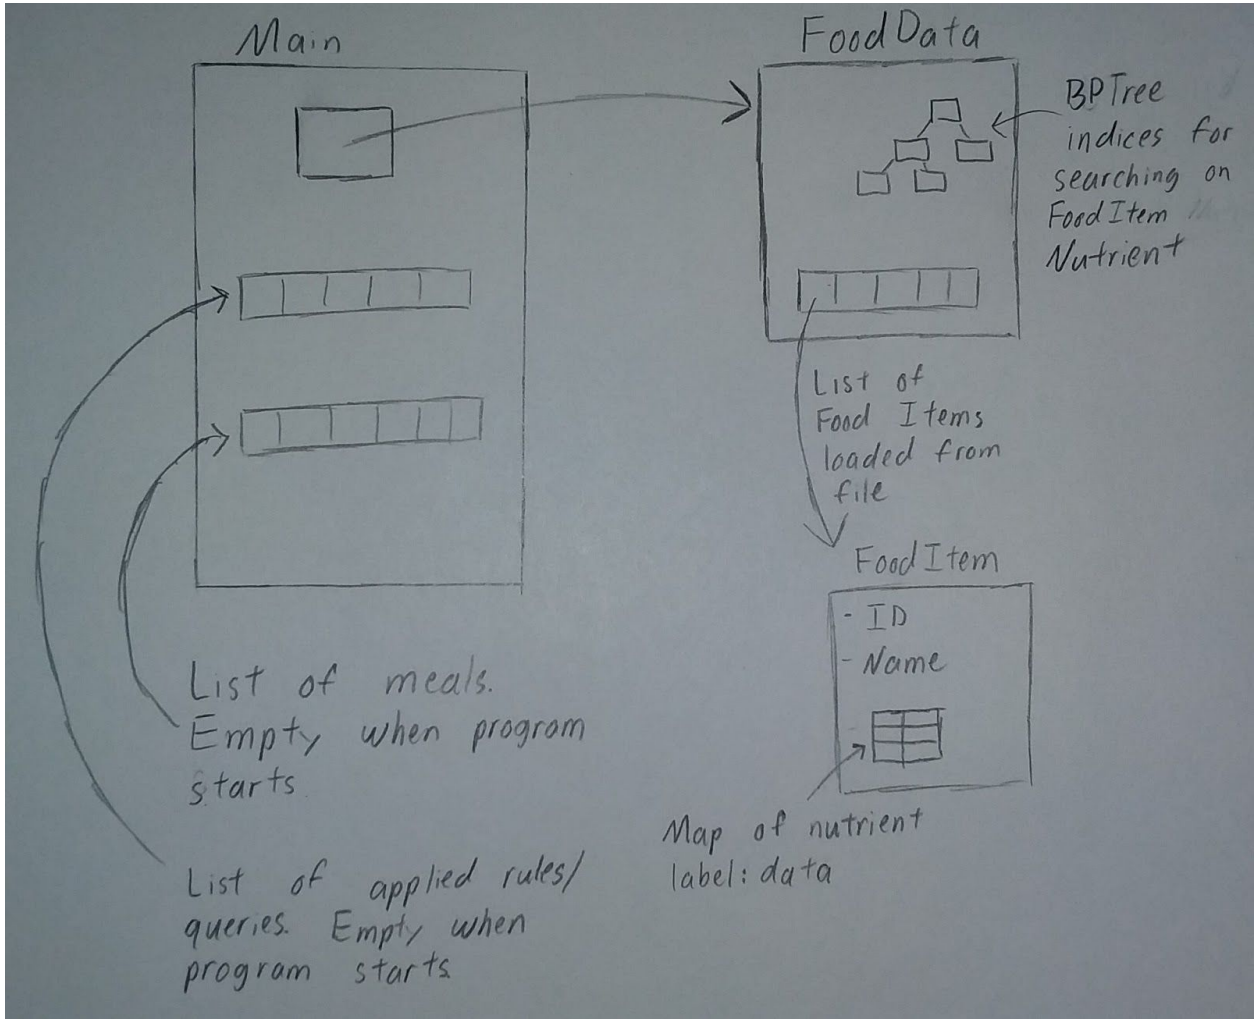 Main
FoodData
BPTree
indices for
searching on
FoodItem
Nutrient
List of
Food Items
loaded from
file
FoodItem
- ID
- Name
Map of nutrient
label: data
List of meals.
Empty when program
starts
List of applied rules/
queries. Empty when
program starts